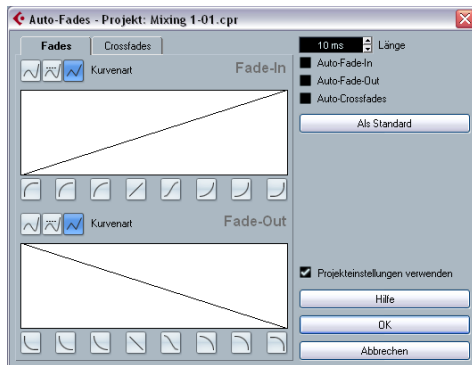 Auto-Fades - Projekt: Mixing 1-01.cpr
Fades
Crossfades
Kurvenart
Fade-In
Kurvenart
Fade-Out
10 ms
Länge
Auto-Fade-In
Auto-Fade-Out
Auto-Crossfades
Als Standard
Projekteinstellungen verwenden
Hilfe
OK
Abbrechen